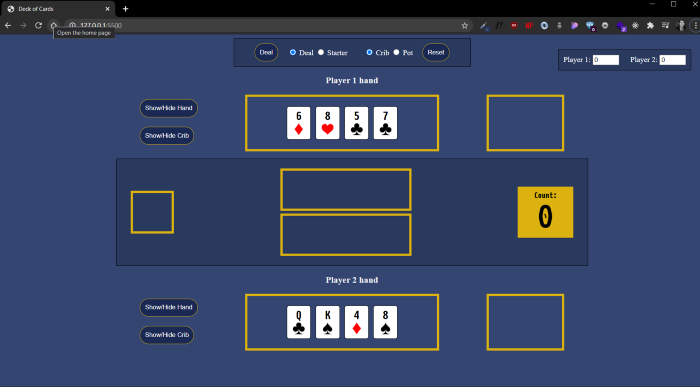 Deck of Cards
127.0.0.1:5500
Open the home page
Deal Deal Starter Crib Pot Reset
Player 1: 0 Player 2: 0
Player 1 hand
Show/Hide Hand
Show/Hide Crib
6 8 5 7
Count:
0
Player 2 hand
Show/Hide Hand
Show/Hide Crib
Q K 4 8